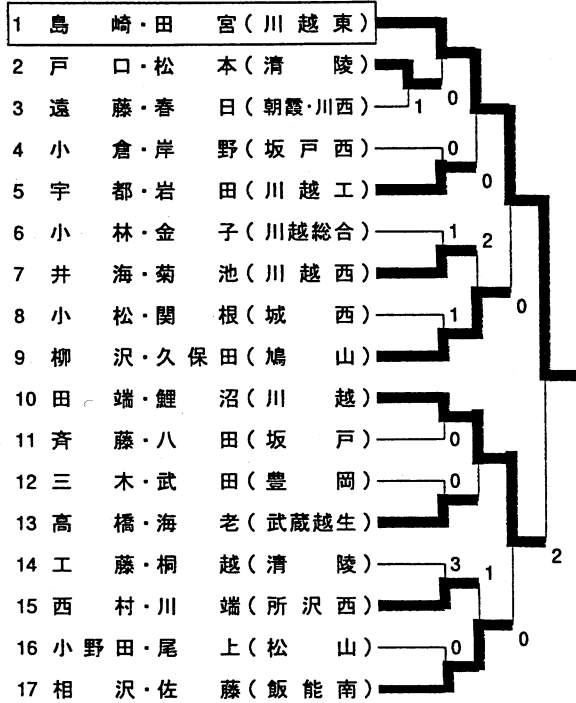 1 島崎・田宮(川越東)
2 戸口・松本(清陵)
3 遠藤・春日(朝霞・川西)
1
0
4 小倉・岸野(坂戸西)
0
5 宇都・岩田(川越工)
0
6 小林・金子(川越総合)
1
2
7 井海・菊池(川越西)
8 小松・関根(城西)
1
0
9 柳沢・久保田(鳩山)
10 田端・鯉沼(川越)
11 斉藤・八田(坂戸)
0
12 三木・武田(豊岡)
0
13 高橋・海老(武蔵越生)
14 工藤・桐越(清陵)
3
1
2
15 西村・川端(所沢西)
16 小野田・尾上(松山)
0
0
17 相沢・佐藤(飯能南)